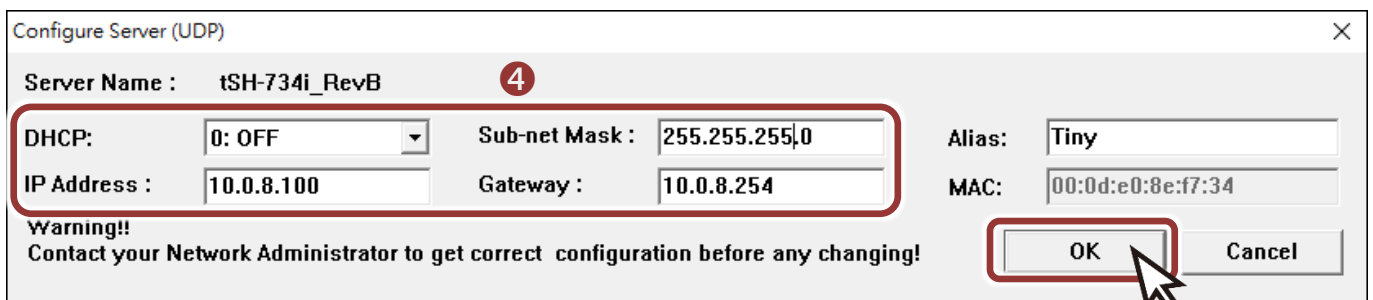 Configure Server (UDP)
Server Name : tSH-734i_RevB 4
DHCP: 0: OFF Sub-net Mask : 255.255.255.0 Alias: Tiny
IP Address : 10.0.8.100 Gateway : 10.0.8.254 MAC: 00:0d:e0:8e:f7:34
Warning!!
Contact your Network Administrator to get correct configuration before any changing!
OK Cancel